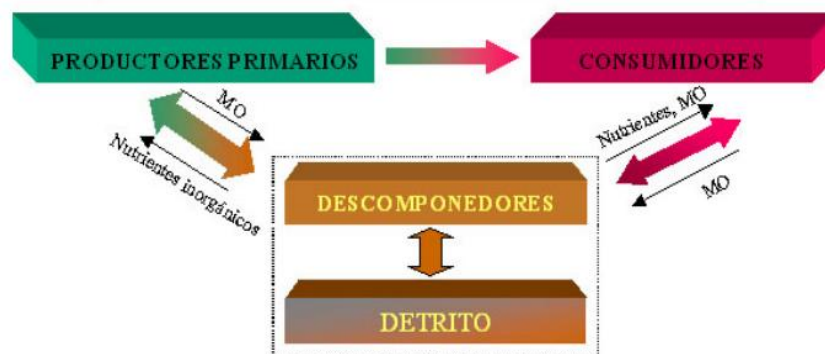 PRODUCTORES PRIMARIOS
CONSUMIDORES
MO
Nutrientes inorgánicos
Nutrientes, MO
MO
DESCOMPONEDORES
DETRITO